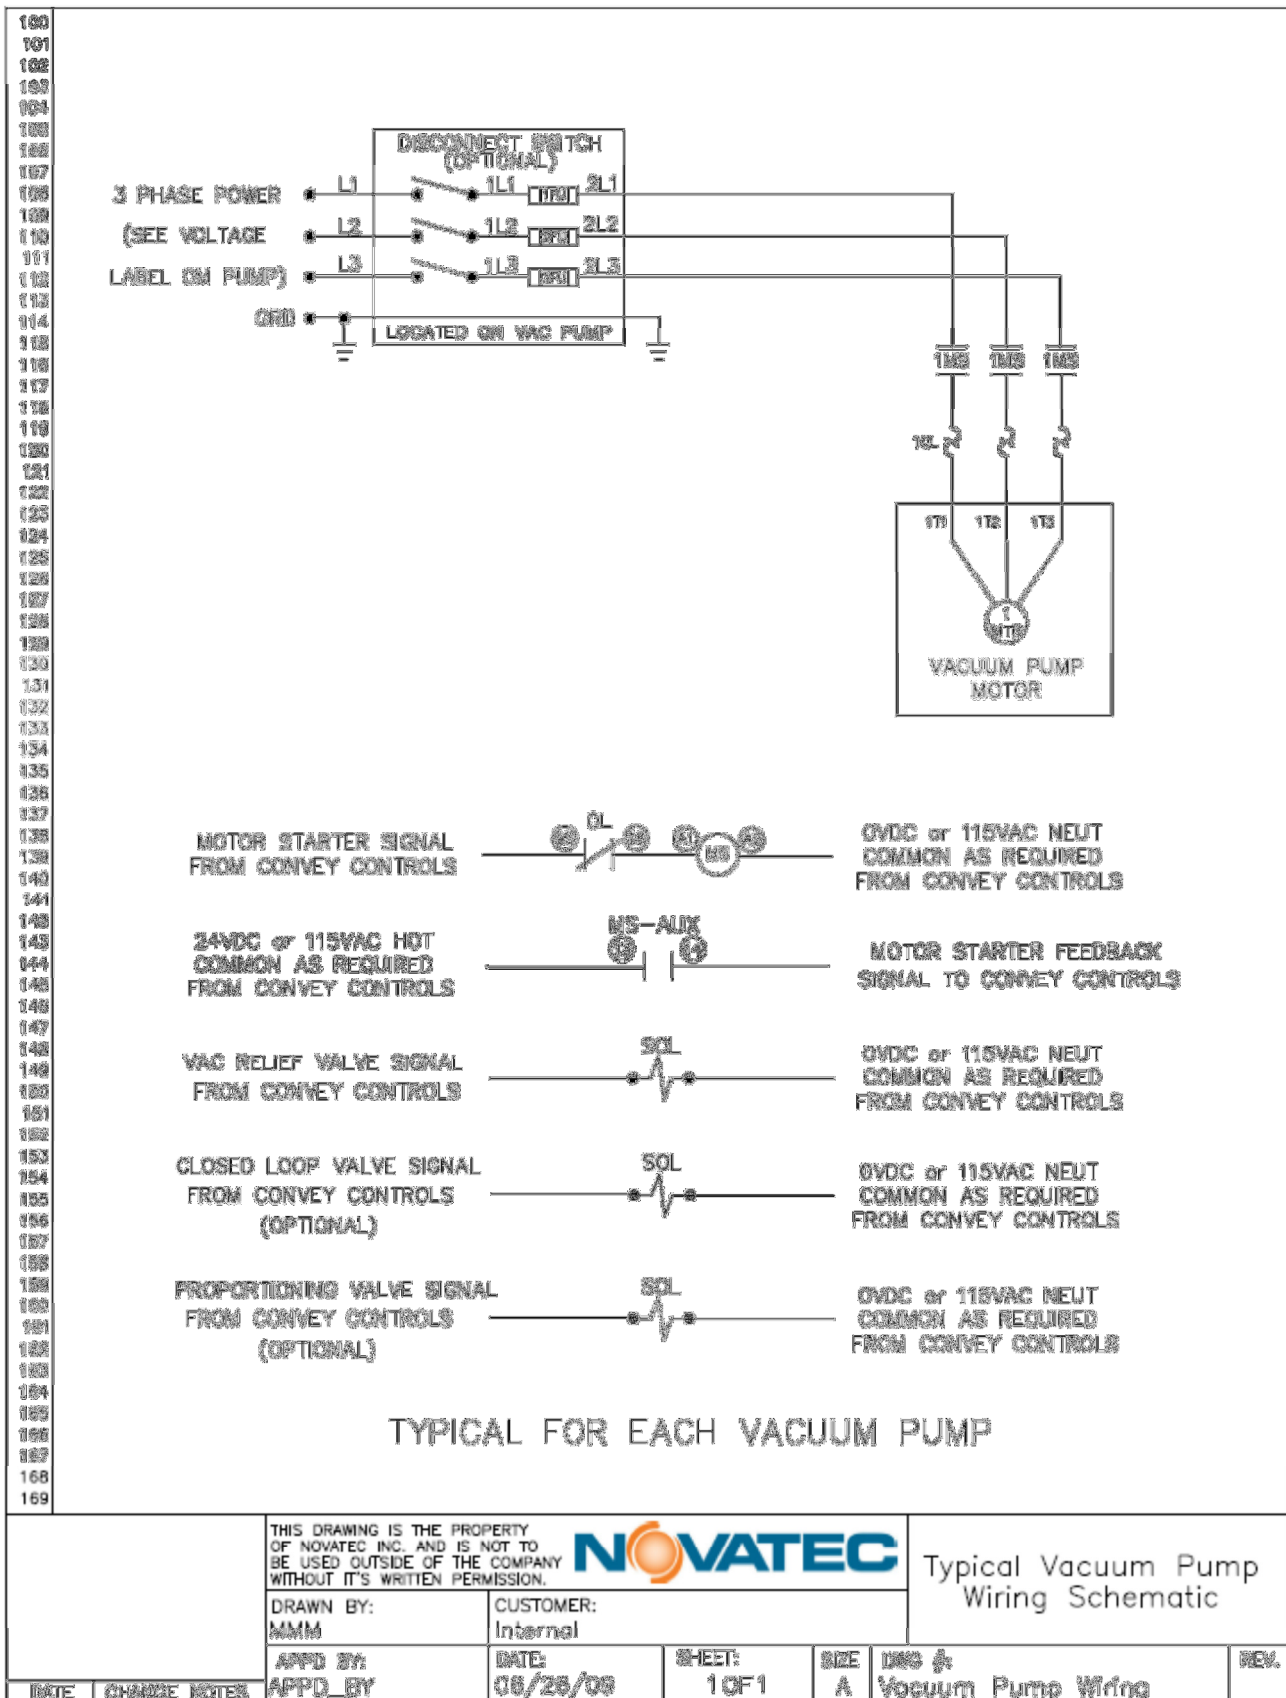 100
101
102
103
104
105
106
107
108
109
110
111
112
113
114
115
116
117
118
119
120
121
122
123
124
125
126
127
128
129
130
131
132
133
134
135
136
137
138
139
140
141
142
143
144
145
146
147
148
149
150
151
152
153
154
155
156
157
158
159
160
161
162
163
164
165
166
167
168
169
DISCONNECT SWITCH
(OPTIONAL)
3 PHASE POWER L1 1L1 1FU 2L1
(SEE VOLTAGE L2 1L2 2FU 2L2
LABEL ON PUMP) L3 1L3 3FU 2L3
GRD
LOCATED ON VAC PUMP
1MS 1MS 1MS
1OL
1T1 1T2 1T3
1
MTR
VACUUM PUMP
MOTOR
MOTOR STARTER SIGNAL
FROM CONVEY CONTROLS
OL
95 96 A1 MS A2
0VDC or 115VAC NEUT
COMMON AS REQUIRED
FROM CONVEY CONTROLS
24VDC or 115VAC HOT
COMMON AS REQUIRED
FROM CONVEY CONTROLS
MS-AUX
13 14
MOTOR STARTER FEEDBACK
SIGNAL TO CONVEY CONTROLS
VAC RELIEF VALVE SIGNAL
FROM CONVEY CONTROLS
SOL
0VDC or 115VAC NEUT
COMMON AS REQUIRED
FROM CONVEY CONTROLS
CLOSED LOOP VALVE SIGNAL
FROM CONVEY CONTROLS
(OPTIONAL)
SOL
0VDC or 115VAC NEUT
COMMON AS REQUIRED
FROM CONVEY CONTROLS
PROPORTIONING VALVE SIGNAL
FROM CONVEY CONTROLS
(OPTIONAL)
SOL
0VDC or 115VAC NEUT
COMMON AS REQUIRED
FROM CONVEY CONTROLS
TYPICAL FOR EACH VACUUM PUMP
THIS DRAWING IS THE PROPERTY
OF NOVATEC INC. AND IS NOT TO
BE USED OUTSIDE OF THE COMPANY
WITHOUT IT'S WRITTEN PERMISSION.
NOVATEC
Typical Vacuum Pump
Wiring Schematic
DRAWN BY:
MMM
CUSTOMER:
Internal
APPD BY:
APPD_BY
DATE:
08/26/09
SHEET:
1 OF 1
SIZE
A
DWG #:
Vacuum Pump Wiring
REV.
DATE CHANGE NOTES